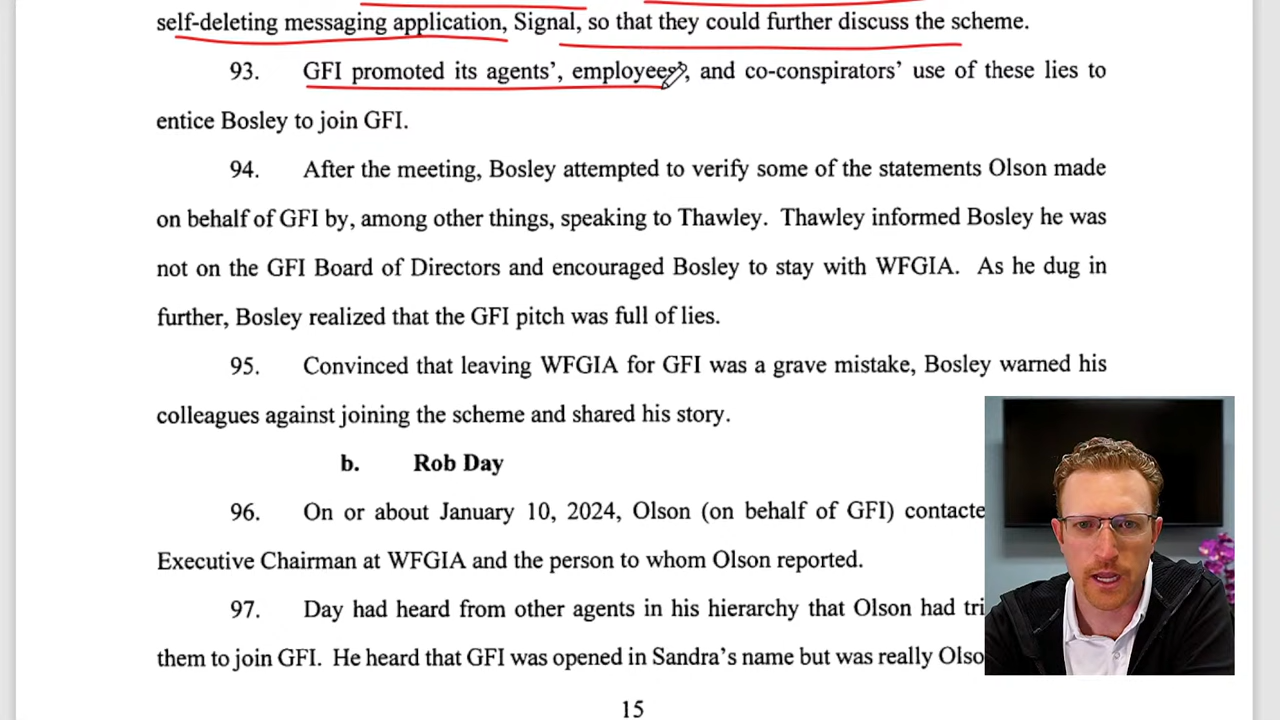 self-deleting messaging application, Signal, so that they could further discuss the scheme.
93. GFI promoted its agents', employees', and co-conspirators' use of these lies to
entice Bosley to join GFI.
94. After the meeting, Bosley attempted to verify some of the statements Olson made
on behalf of GFI by, among other things, speaking to Thawley. Thawley informed Bosley he was
not on the GFI Board of Directors and encouraged Bosley to stay with WFGIA. As he dug in
further, Bosley realized that the GFI pitch was full of lies.
95. Convinced that leaving WFGIA for GFI was a grave mistake, Bosley warned his
colleagues against joining the scheme and shared his story.
b. Rob Day
96. On or about January 10, 2024, Olson (on behalf of GFI)
Executive Chairman at WFGIA and the person to whom Olson reported.
97. Day had heard from other agents in his hierarchy that Olson had
them to join GFI. He heard that GFI was opened in Sandra's name but was really
15